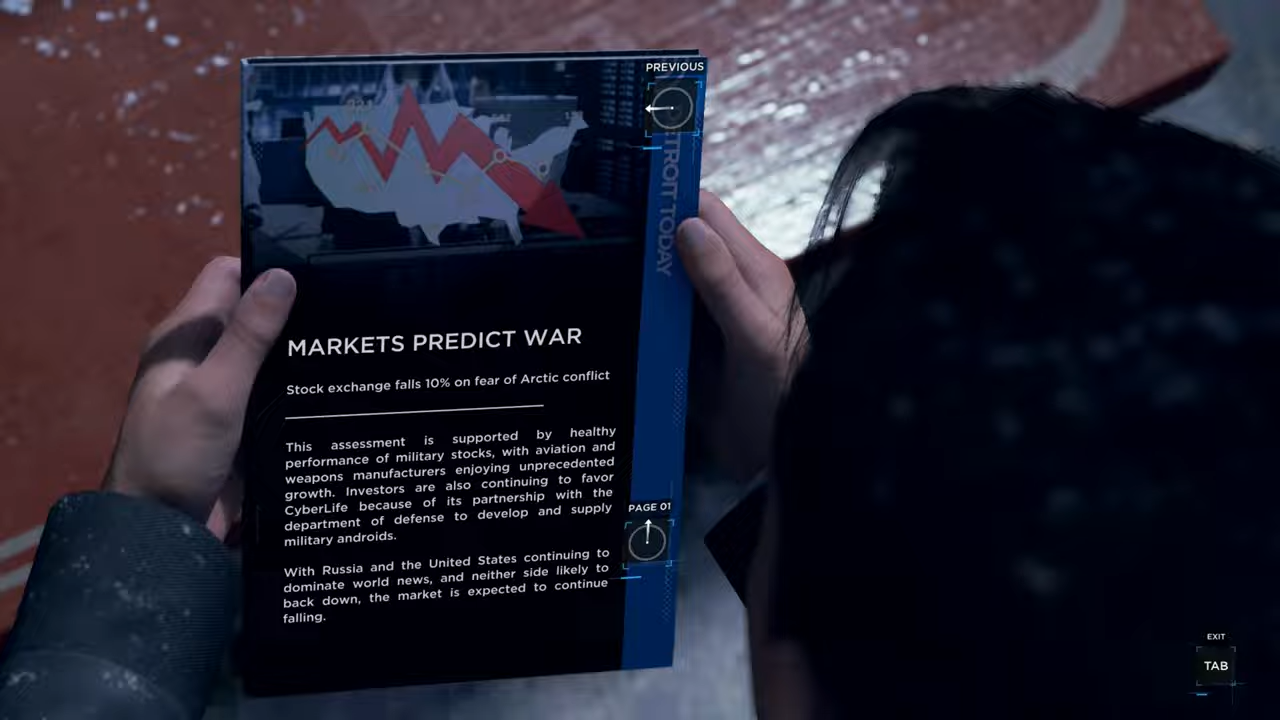 PREVIOUS
TROIT TODAY
MARKETS PREDICT WAR
Stock exchange falls 10% on fear of Arctic conflict
This assessment is supported by healthy
performance of military stocks, with aviation and
weapons manufacturers enjoying unprecedented
growth. Investors are also continuing to favor
CyberLife because of its partnership with the
department of defense to develop and supply
military androids.
With Russia and the United States continuing to
dominate world news, and neither side likely to
back down, the market is expected to continue
falling.
PAGE 01
EXIT
TAB